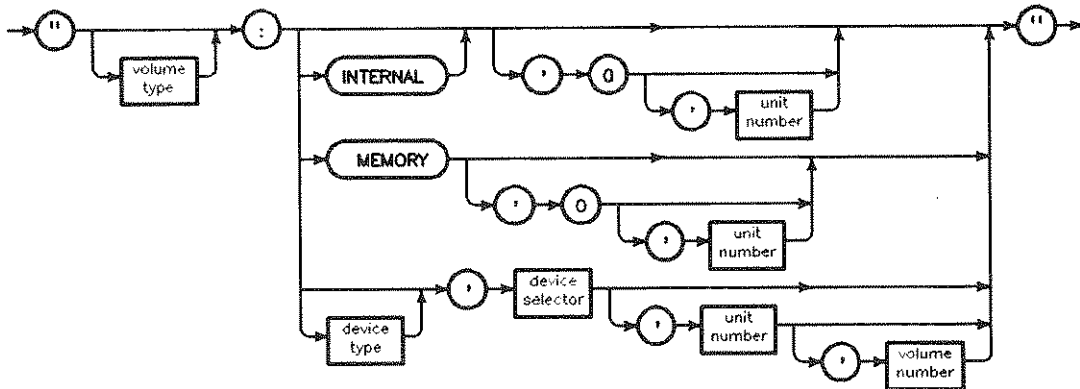 " volume type : " 
INTERNAL , 0 , unit number
MEMORY , 0 , unit number
device type , device selector , unit number , volume number